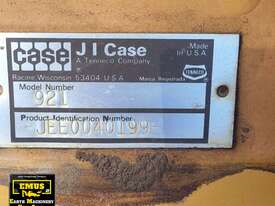 case
J I Case
A Tenneco Company
Made
in U S A
Racine, Wisconsin 53404 U S A
TENNECO
Marca Registrada
Model Number
921
Product Identification Number
JEE0040199
EMUS
Earth Machinery